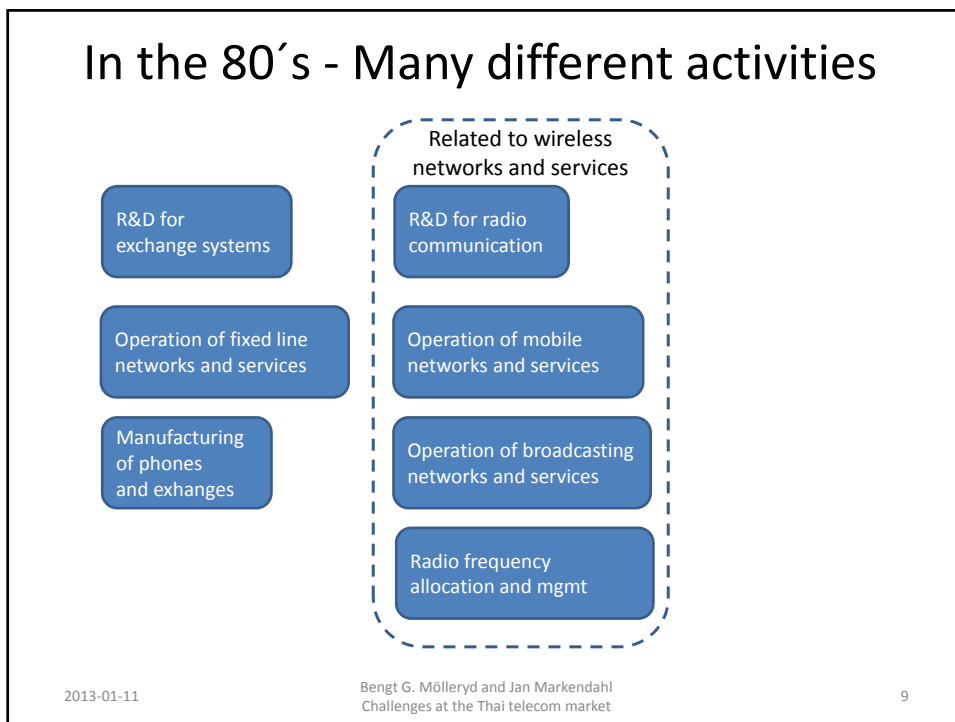 In the 80´s - Many different activities
Related to wireless
networks and services
R&D for
exchange systems
R&D for radio
communication
Operation of fixed line
networks and services
Operation of mobile
networks and services
Manufacturing
of phones
and exhanges
Operation of broadcasting
networks and services
Radio frequency
allocation and mgmt
2013-01-11
Bengt G. Mölleryd and Jan Markendahl
Challenges at the Thai telecom market
9